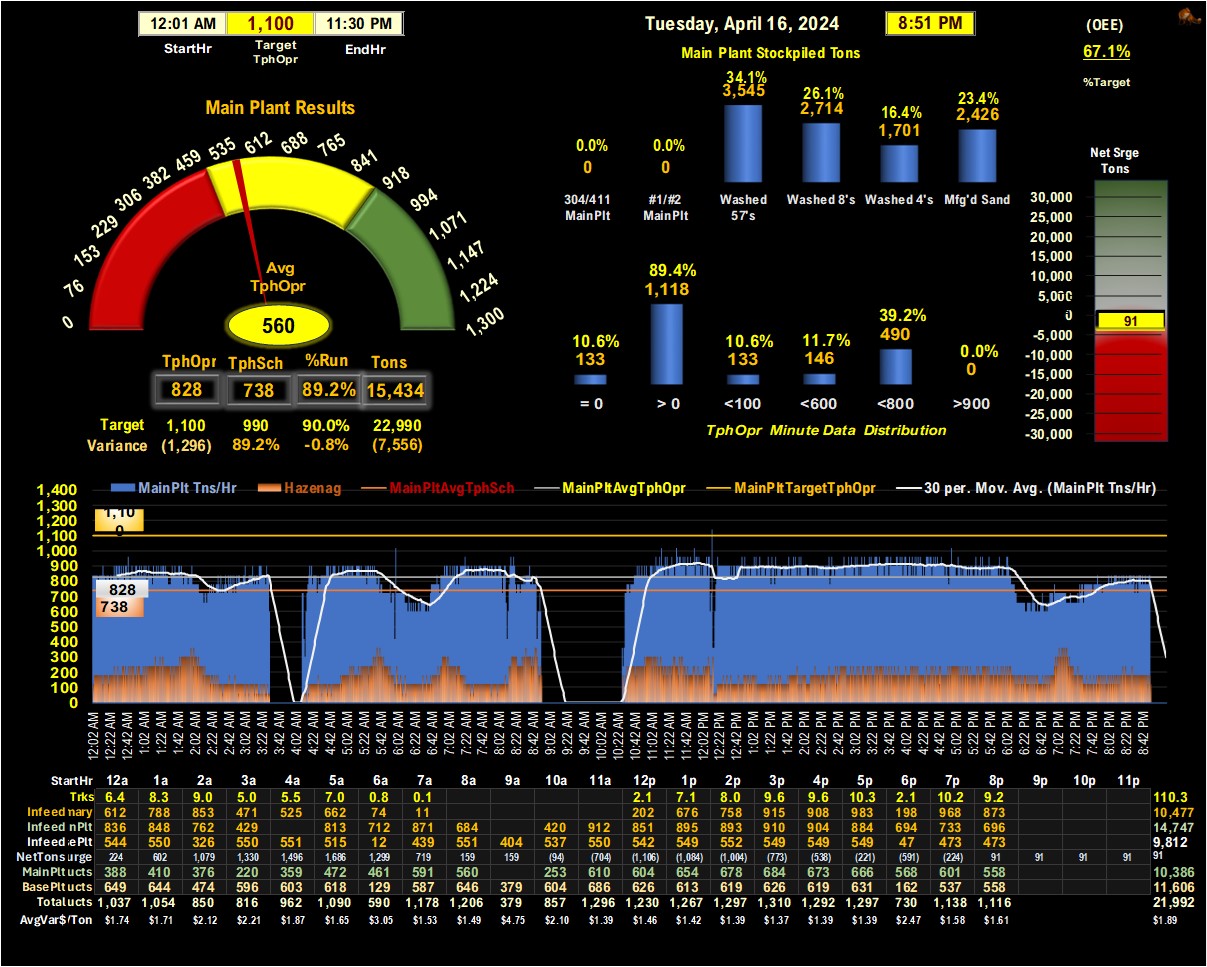 12:01 AM 1,100 11:30 PM
StartHr Target TphOpr EndHr
Tuesday, April 16, 2024 8:51 PM
(OEE)
67.1%
%Target
Main Plant Stockpiled Tons
0.0% 0.0% 34.1% 26.1% 16.4% 23.4%
0 0 3,545 2,714 1,701 2,426
304/411 MainPlt #1/#2 MainPlt Washed 57's Washed 8's Washed 4's Mfg'd Sand
Main Plant Results
0 76 153 229 306 382 459 535 612 688 765 841 918 994 1,071 1,147 1,224 1,300
Avg
TphOpr
560
TphOpr TphSch %Run Tons
828 738 89.2% 15,434
Target 1,100 990 90.0% 22,990
Variance (1,296) 89.2% -0.8% (7,556)
10.6% 89.4% 10.6% 11.7% 39.2% 0.0%
133 1,118 133 146 490 0
= 0 > 0 <100 <600 <800 >900
TphOpr Minute Data Distribution
Net Srge
Tons
30,000
25,000
20,000
15,000
10,000
5,000
0
91
-5,000
-10,000
-15,000
-20,000
-25,000
-30,000
MainPlt Tns/Hr Hazenag MainPltAvgTphSch MainPltAvgTphOpr MainPltTargetTphOpr 30 per. Mov. Avg. (MainPlt Tns/Hr)
1,400
1,300
1,200
1,100
1,000
900
800
700
600
500
400
300
200
100
0
1,100
828
738
12:02 AM 12:22 AM 12:42 AM 1:02 AM 1:22 AM 1:42 AM 2:02 AM 2:22 AM 2:42 AM 3:02 AM 3:22 AM 3:42 AM 4:02 AM 4:22 AM 4:42 AM 5:02 AM 5:22 AM 5:42 AM 6:02 AM 6:22 AM 6:42 AM 7:02 AM 7:22 AM 7:42 AM 8:02 AM 8:22 AM 8:42 AM 9:02 AM 9:22 AM 9:42 AM 10:02 AM 10:22 AM 10:42 AM 11:02 AM 11:22 AM 11:42 AM 12:02 PM 12:22 PM 12:42 PM 1:02 PM 1:22 PM 1:42 PM 2:02 PM 2:22 PM 2:42 PM 3:02 PM 3:22 PM 3:42 PM 4:02 PM 4:22 PM 4:42 PM 5:02 PM 5:22 PM 5:42 PM 6:02 PM 6:22 PM 6:42 PM 7:02 PM 7:22 PM 7:42 PM 8:02 PM 8:22 PM 8:42 PM
StartHr 12a 1a 2a 3a 4a 5a 6a 7a 8a 9a 10a 11a 12p 1p 2p 3p 4p 5p 6p 7p 8p 9p 10p 11p
Trks 6.4 8.3 9.0 5.0 5.5 7.0 0.8 0.1 2.1 7.1 8.0 9.6 9.6 10.3 2.1 10.2 9.2 110.3
Infeed mary 612 788 853 471 525 662 74 11 202 676 758 915 908 983 198 968 873 10,477
Infeed nPlt 836 848 762 429 813 712 871 684 420 912 851 895 893 910 904 884 694 733 696 14,747
Infeed ePlt 544 550 326 550 551 515 12 439 551 404 537 550 542 549 552 549 549 549 47 473 473 9,812
NetTonsurge 224 602 1,079 1,330 1,496 1,686 1,299 719 159 159 (94) (704) (1,106) (1,084) (1,004) (773) (538) (221) (591) (224) 91 91 91 91 91
MainPlt ucts 388 410 376 220 359 472 461 591 560 253 610 604 654 678 684 673 666 568 601 558 10,386
BasePlt ucts 649 644 474 596 603 618 129 587 646 379 604 686 626 613 619 626 619 631 162 537 558 11,606
Total ucts 1,037 1,054 850 816 962 1,090 590 1,178 1,206 379 857 1,296 1,230 1,267 1,297 1,310 1,292 1,297 730 1,138 1,116 21,992
AvgVar$/Ton $1.74 $1.71 $2.12 $2.21 $1.87 $1.65 $3.05 $1.53 $1.49 $4.75 $2.10 $1.39 $1.46 $1.42 $1.39 $1.37 $1.39 $1.39 $2.47 $1.58 $1.61 $1.89